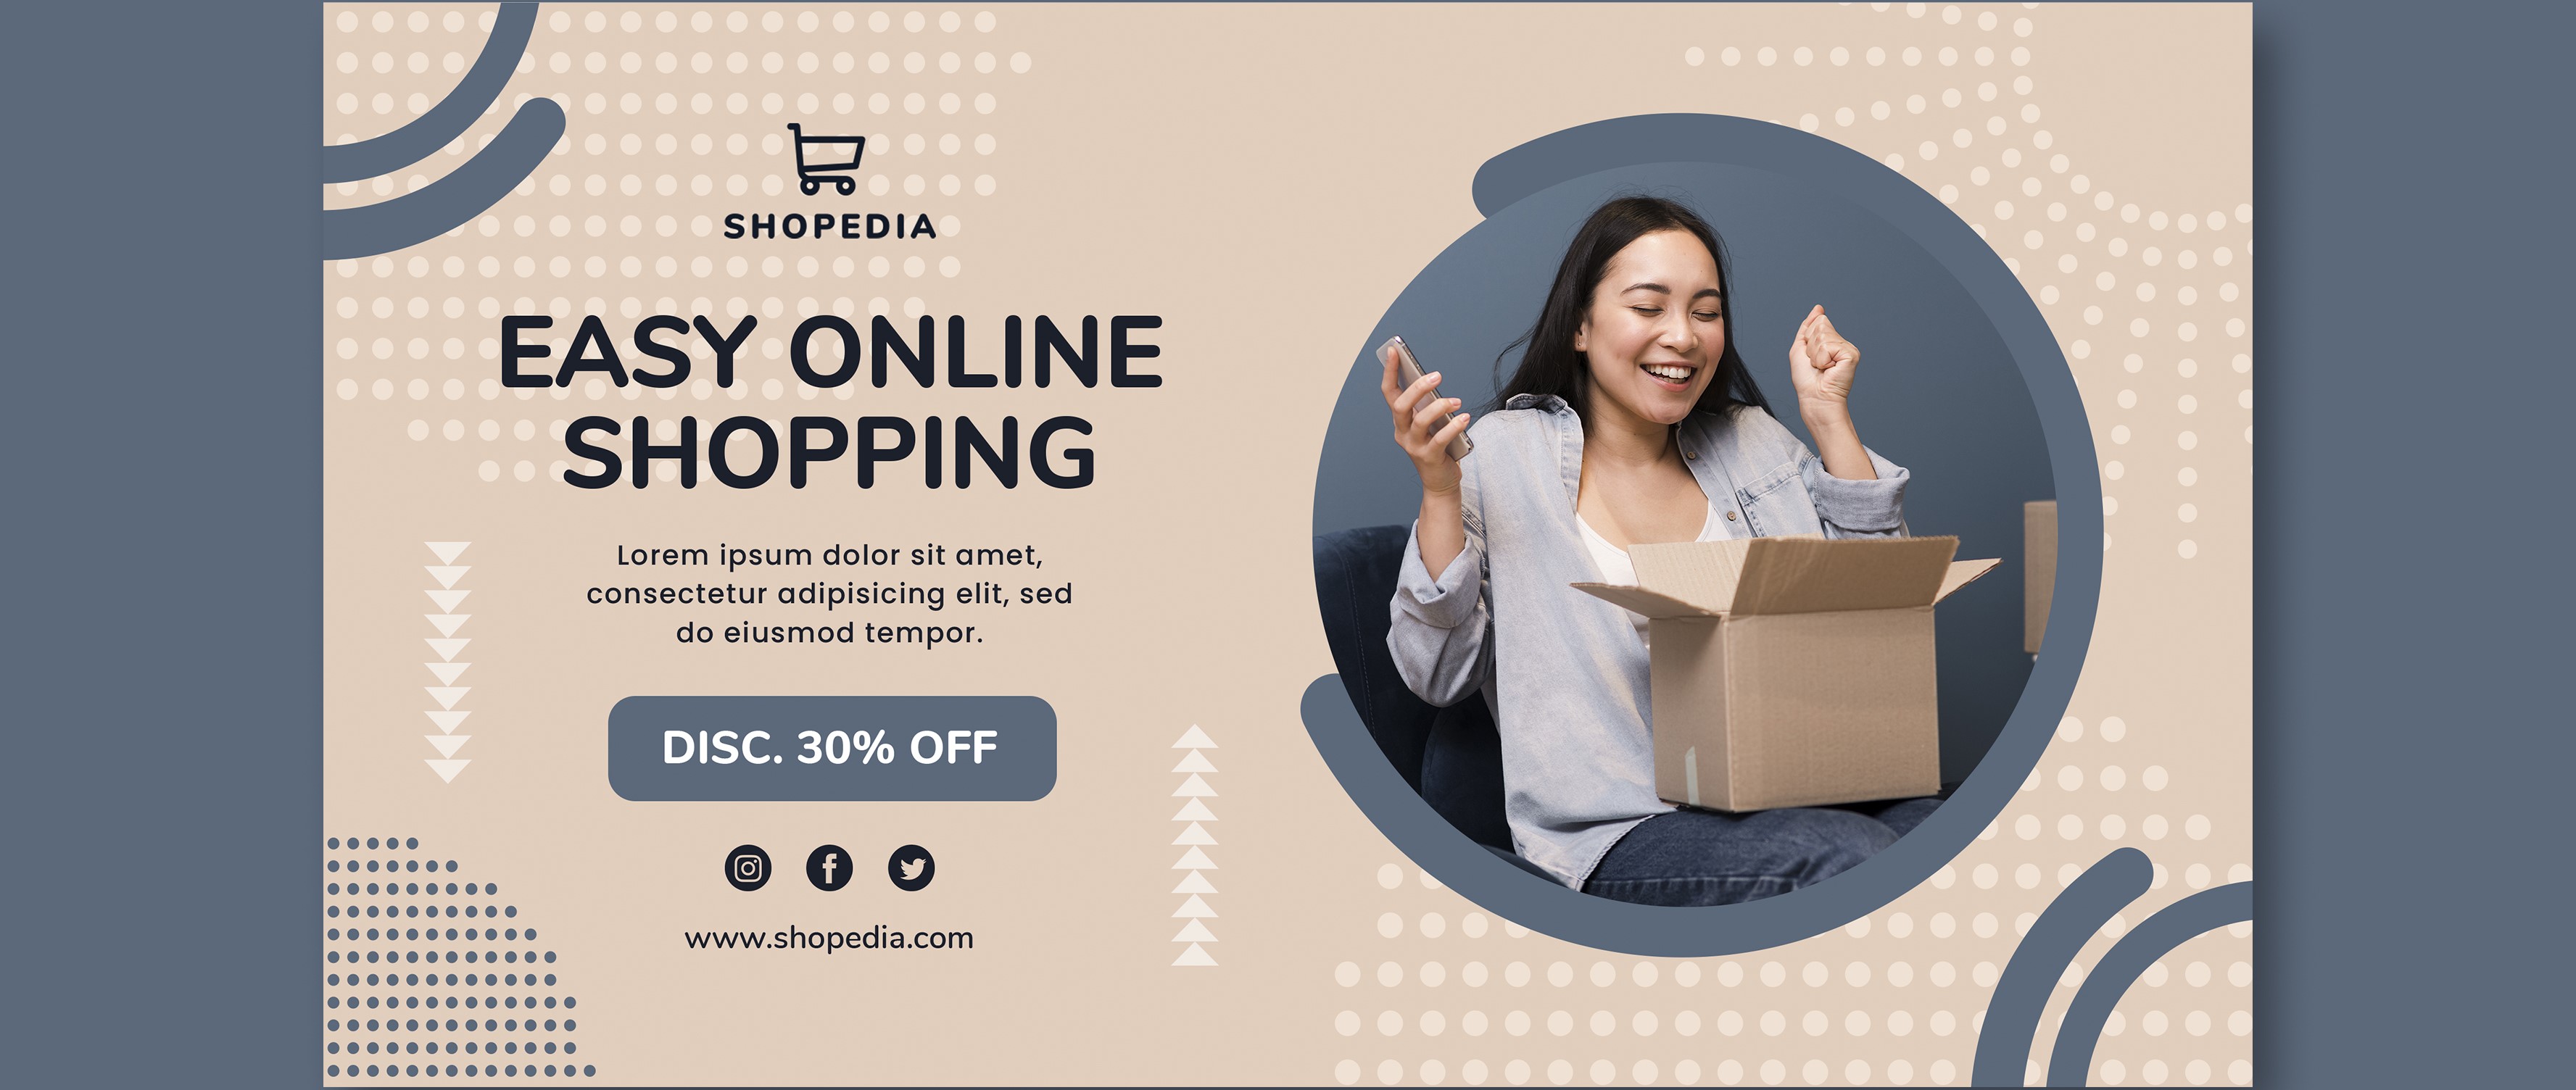 SHOPEDIA
EASY ONLINE
SHOPPING
Lorem ipsum dolor sit amet,
consectetur adipisicing elit, sed
do eiusmod tempor.
DISC. 30% OFF
www.shopedia.com